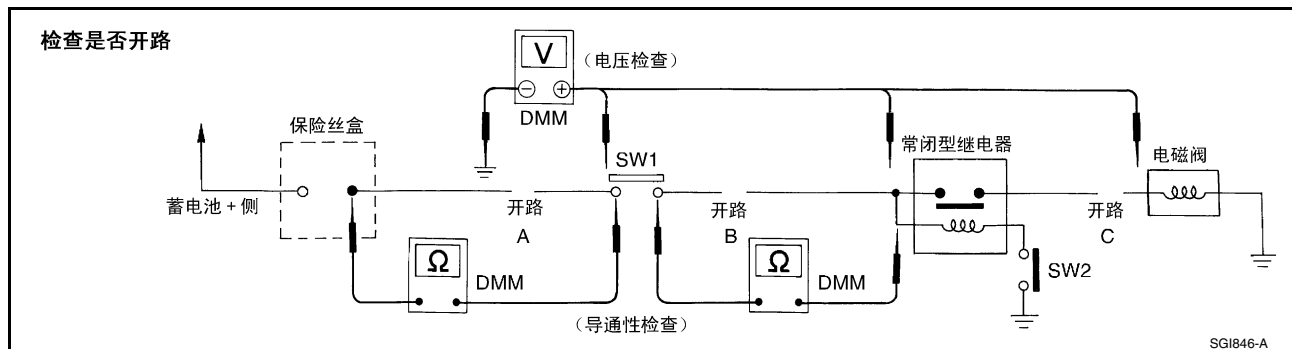 检查是否开路
V
（电压检查）
DMM
保险丝盒
SW1
常闭型继电器
电磁阀
蓄电池 + 侧
开路
A
开路
B
开路
C
Ω
DMM
Ω
DMM
SW2
（导通性检查）
SGI846-A